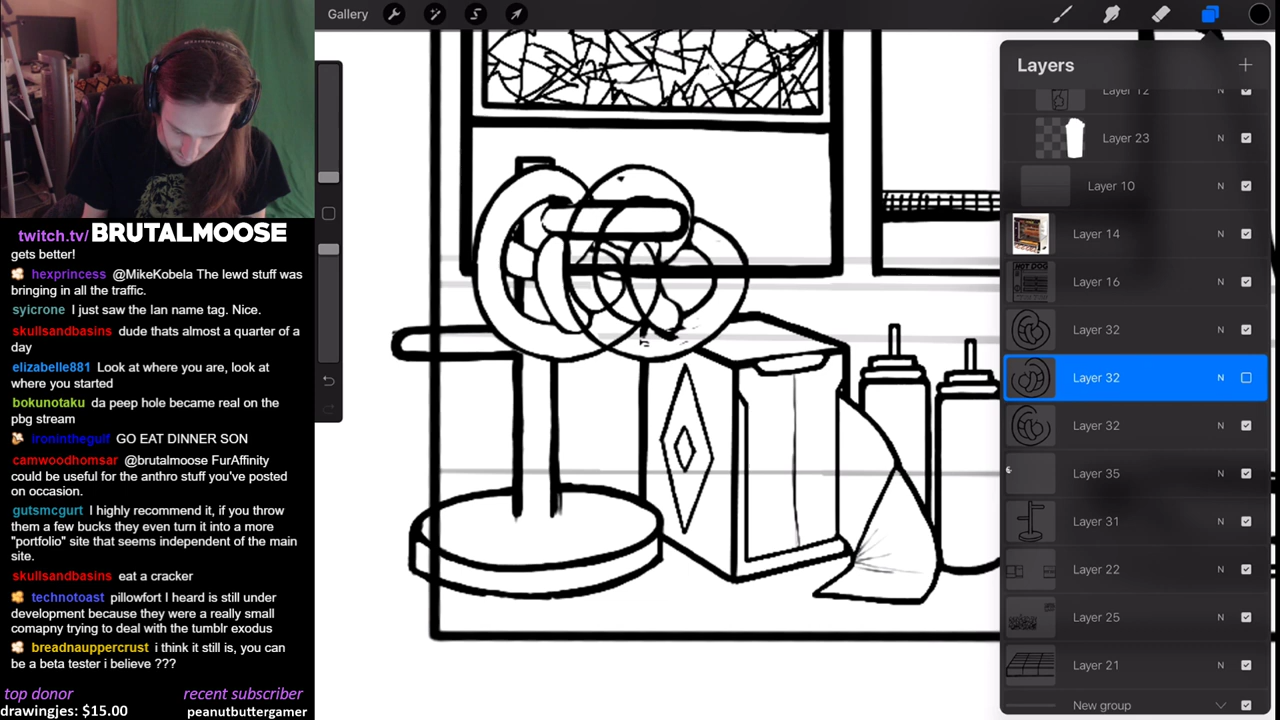 Gallery
Layers
Layer 12 N
Layer 23 N
Layer 10 N
Layer 14 N
Layer 16 N
HOT DOG
Layer 32 N
Layer 32 N
Layer 32 N
Layer 35 N
Layer 31 N
Layer 22 N
Layer 25 N
Layer 21 N
New group
twitch.tv/BRUTALMOOSE
gets better!
hexprincess @MikeKobela The lewd stuff was
bringing in all the traffic.
syicrone I just saw the Ian name tag. Nice.
skullsandbasins dude thats almost a quarter of a
day
elizabelle881 Look at where you are, look at
where you started
bokunotaku da peep hole became real on the
pbg stream
ironinthegulf GO EAT DINNER SON
camwoodhomsar @brutalmoose FurAffinity
could be useful for the anthro stuff you've posted
on occasion.
gutsmcgurt I highly recommend it, if you throw
them a few bucks they even turn it into a more
"portfolio" site that seems independent of the main
site.
skullsandbasins eat a cracker
technotoast pillowfort I heard is still under
development because they were a really small
comapny trying to deal with the tumblr exodus
breadnauppercrust i think it still is, you can
be a beta tester i believe ???
top donor
drawingjes: $15.00
recent subscriber
peanutbuttergamer